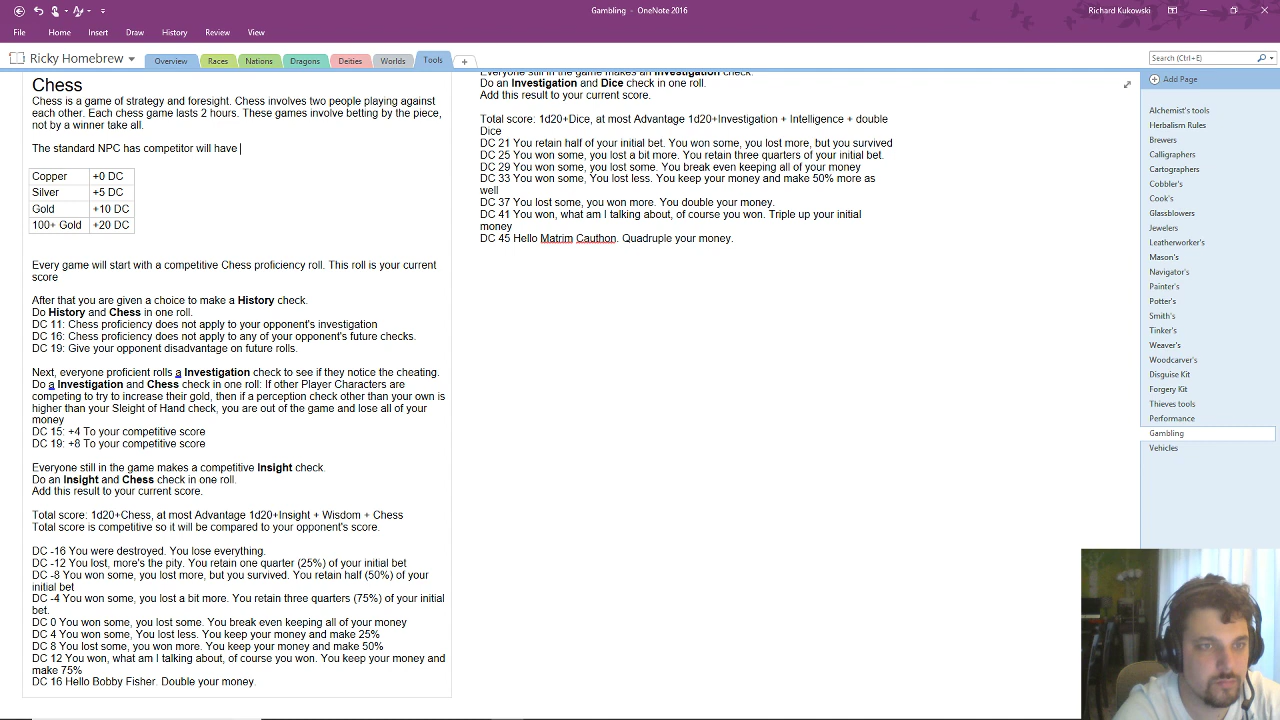 Gambling - OneNote 2016
Richard Kukowski
File Home Insert Draw History Review View
Ricky Homebrew
Overview Races Nations Dragons Deities Worlds Tools
Search (Ctrl+E)
Chess
Chess is a game of strategy and foresight. Chess involves two people playing against
each other. Each chess game lasts 2 hours. These games involve betting by the piece,
not by a winner take all.
The standard NPC has competitor will have
Copper +0 DC
Silver +5 DC
Gold +10 DC
100+ Gold +20 DC
Every game will start with a competitive Chess proficiency roll. This roll is your current
score
After that you are given a choice to make a History check.
Do History and Chess in one roll.
DC 11: Chess proficiency does not apply to your opponent's investigation
DC 16: Chess proficiency does not apply to any of your opponent's future checks.
DC 19: Give your opponent disadvantage on future rolls.
Next, everyone proficient rolls a Investigation check to see if they notice the cheating.
Do a Investigation and Chess check in one roll: If other Player Characters are
competing to try to increase their gold, then if a perception check other than your own is
higher than your Sleight of Hand check, you are out of the game and lose all of your
money
DC 15: +4 To your competitive score
DC 19: +8 To your competitive score
Everyone still in the game makes a competitive Insight check.
Do an Insight and Chess check in one roll.
Add this result to your current score.
Total score: 1d20+Chess, at most Advantage 1d20+Insight + Wisdom + Chess
Total score is competitive so it will be compared to your opponent's score.
DC -16 You were destroyed. You lose everything.
DC -12 You lost, more's the pity. You retain one quarter (25%) of your initial bet
DC -8 You won some, you lost more, but you survived. You retain half (50%) of your
initial bet
DC -4 You won some, you lost a bit more. You retain three quarters (75%) of your initial
bet.
DC 0 You won some, you lost some. You break even keeping all of your money
DC 4 You won some, You lost less. You keep your money and make 25%
DC 8 You lost some, you won more. You keep your money and make 50%
DC 12 You won, what am I talking about, of course you won. You keep your money and
make 75%
DC 16 Hello Bobby Fisher. Double your money.
Everyone still in the game makes an Investigation check.
Do an Investigation and Dice check in one roll.
Add this result to your current score.
Total score: 1d20+Dice, at most Advantage 1d20+Investigation + Intelligence + double
Dice
DC 21 You retain half of your initial bet. You won some, you lost more, but you survived
DC 25 You won some, you lost a bit more. You retain three quarters of your initial bet.
DC 29 You won some, you lost some. You break even keeping all of your money
DC 33 You won some, You lost less. You keep your money and make 50% more as
well
DC 37 You lost some, you won more. You double your money.
DC 41 You won, what am I talking about, of course you won. Triple up your initial
money
DC 45 Hello Matrim Cauthon. Quadruple your money.
Add Page
Alchemist's tools
Herbalism Rules
Brewers
Calligraphers
Cartographers
Cobbler's
Cook's
Glassblowers
Jewelers
Leatherworker's
Mason's
Navigator's
Painter's
Potter's
Smith's
Tinker's
Weaver's
Woodcarver's
Disguise Kit
Forgery Kit
Thieves tools
Performance
Gambling
Vehicles